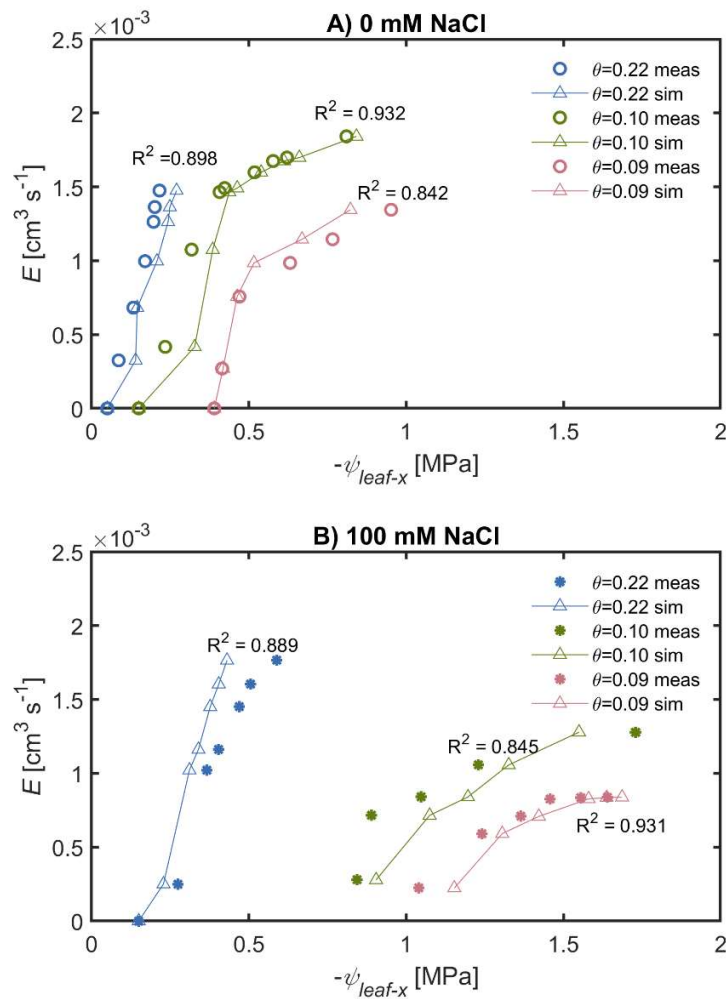 A) 0 mM NaCl
×10⁻³
2.5
2
1.5
1
0.5
0
E [cm³ s⁻¹]
θ=0.22 meas
θ=0.22 sim
θ=0.10 meas
θ=0.10 sim
θ=0.09 meas
θ=0.09 sim
R² =0.932
R² =0.898
R² =0.842
0 0.5 1 1.5 2
-ψleaf-x [MPa]
B) 100 mM NaCl
×10⁻³
2.5
2
1.5
1
0.5
0
E [cm³ s⁻¹]
θ=0.22 meas
θ=0.22 sim
θ=0.10 meas
θ=0.10 sim
θ=0.09 meas
θ=0.09 sim
R² =0.889
R² =0.845
R² =0.931
0 0.5 1 1.5 2
-ψleaf-x [MPa]